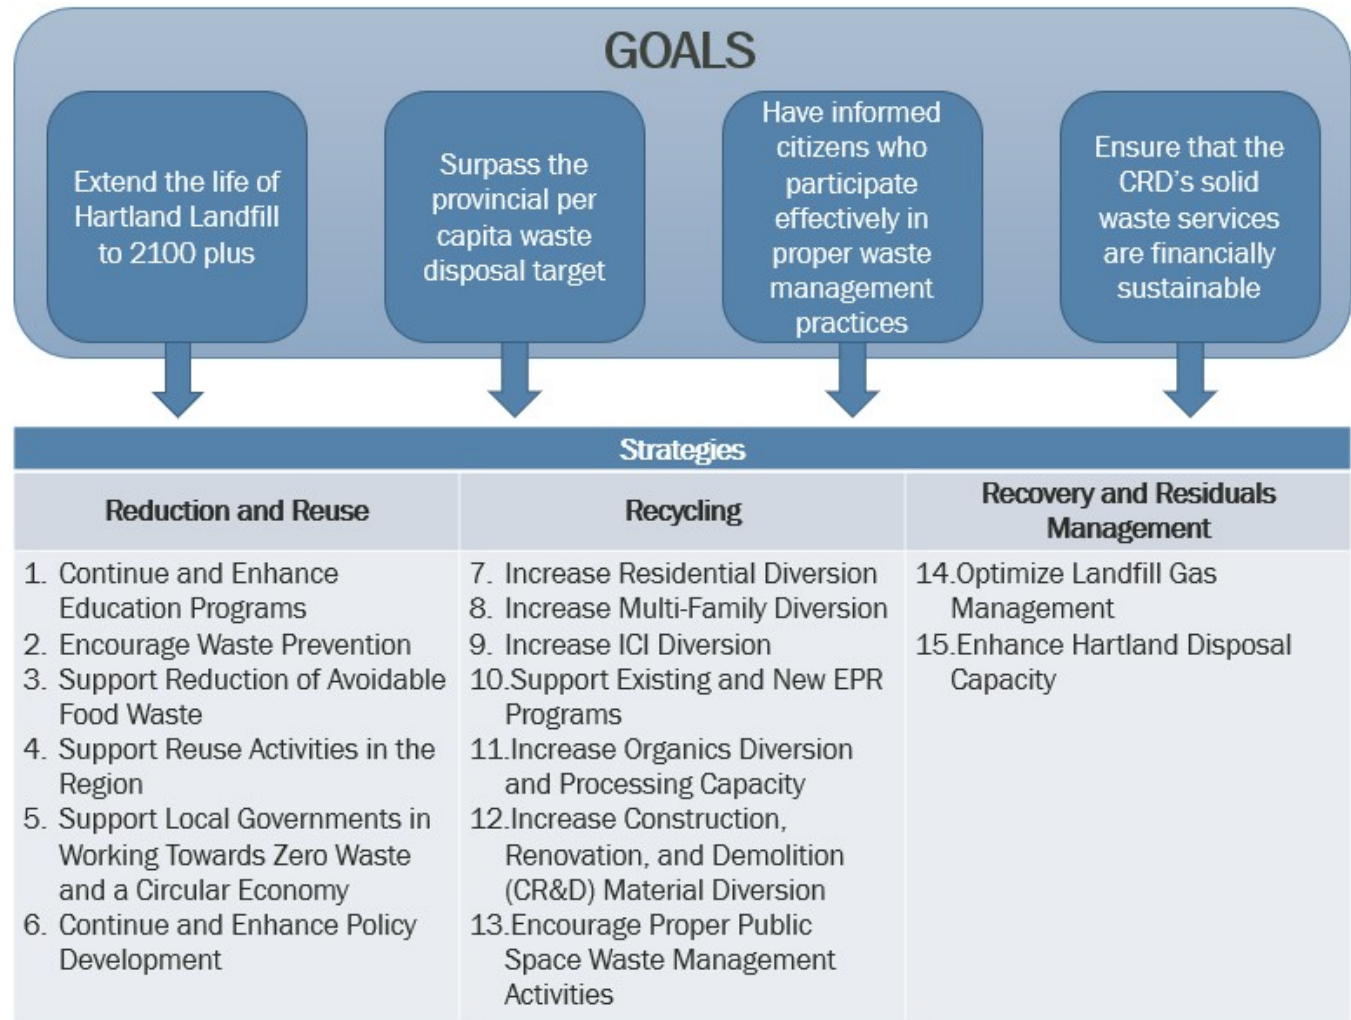 GOALS
Extend the life of
Hartland Landfill
to 2100 plus
Surpass the
provincial per
capita waste
disposal target
Have informed
citizens who
participate
effectively in
proper waste
management
practices
Ensure that the
CRD's solid
waste services
are financially
sustainable
Strategies
Reduction and Reuse
1. Continue and Enhance
Education Programs
2. Encourage Waste Prevention
3. Support Reduction of Avoidable
Food Waste
4. Support Reuse Activities in the
Region
5. Support Local Governments in
Working Towards Zero Waste
and a Circular Economy
6. Continue and Enhance Policy
Development
Recycling
7. Increase Residential Diversion
8. Increase Multi-Family Diversion
9. Increase ICI Diversion
10.Support Existing and New EPR
Programs
11.Increase Organics Diversion
and Processing Capacity
12.Increase Construction,
Renovation, and Demolition
(CR&D) Material Diversion
13.Encourage Proper Public
Space Waste Management
Activities
Recovery and Residuals
Management
14.Optimize Landfill Gas
Management
15.Enhance Hartland Disposal
Capacity